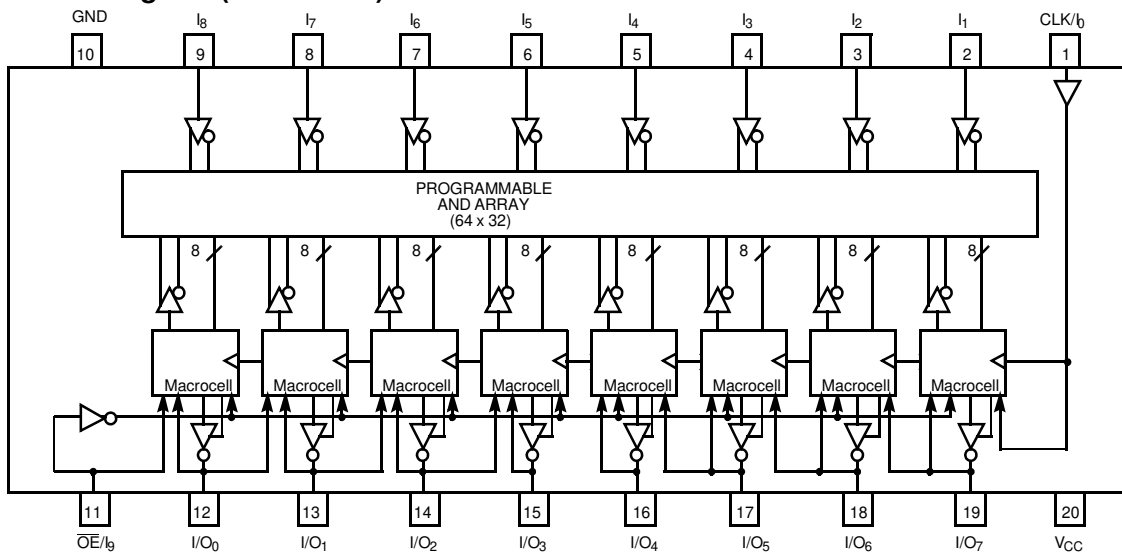 GND I8 I7 I6 I5 I4 I3 I2 I1 CLK/I0
10 9 8 7 6 5 4 3 2 1
PROGRAMMABLE
AND ARRAY
(64 x 32)
8 8 8 8 8 8 8 8
Macrocell Macrocell Macrocell Macrocell Macrocell Macrocell Macrocell Macrocell
11 12 13 14 15 16 17 18 19 20
OE/I9 I/O0 I/O1 I/O2 I/O3 I/O4 I/O5 I/O6 I/O7 VCC